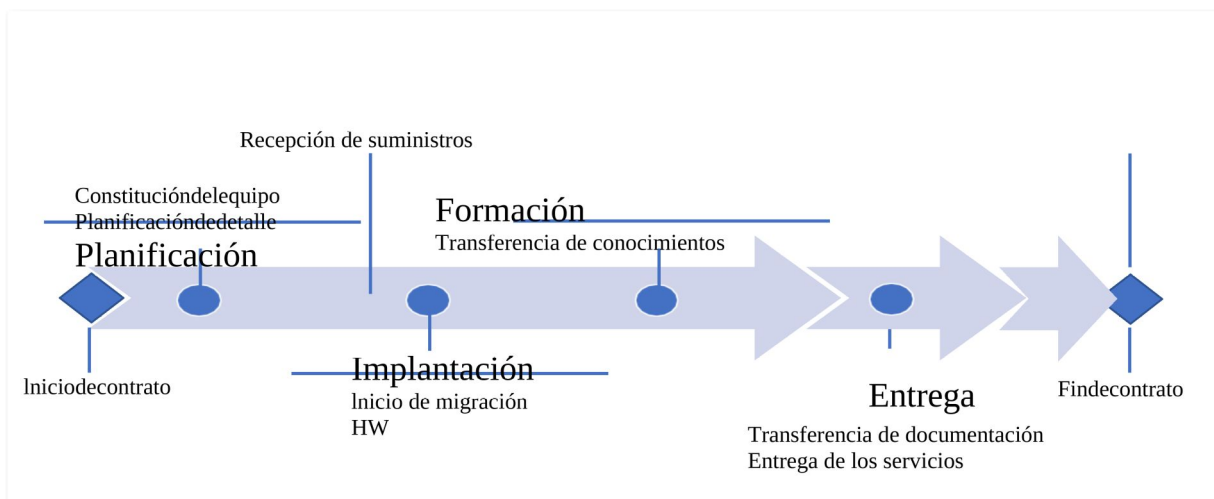 Recepción de suministros
Constitucióndelequipo
Planificacióndedetalle
Planificación
Formación
Transferencia de conocimientos
lniciodecontrato
Implantación
lnicio de migración
HW
Entrega
Transferencia de documentación
Entrega de los servicios
Findecontrato